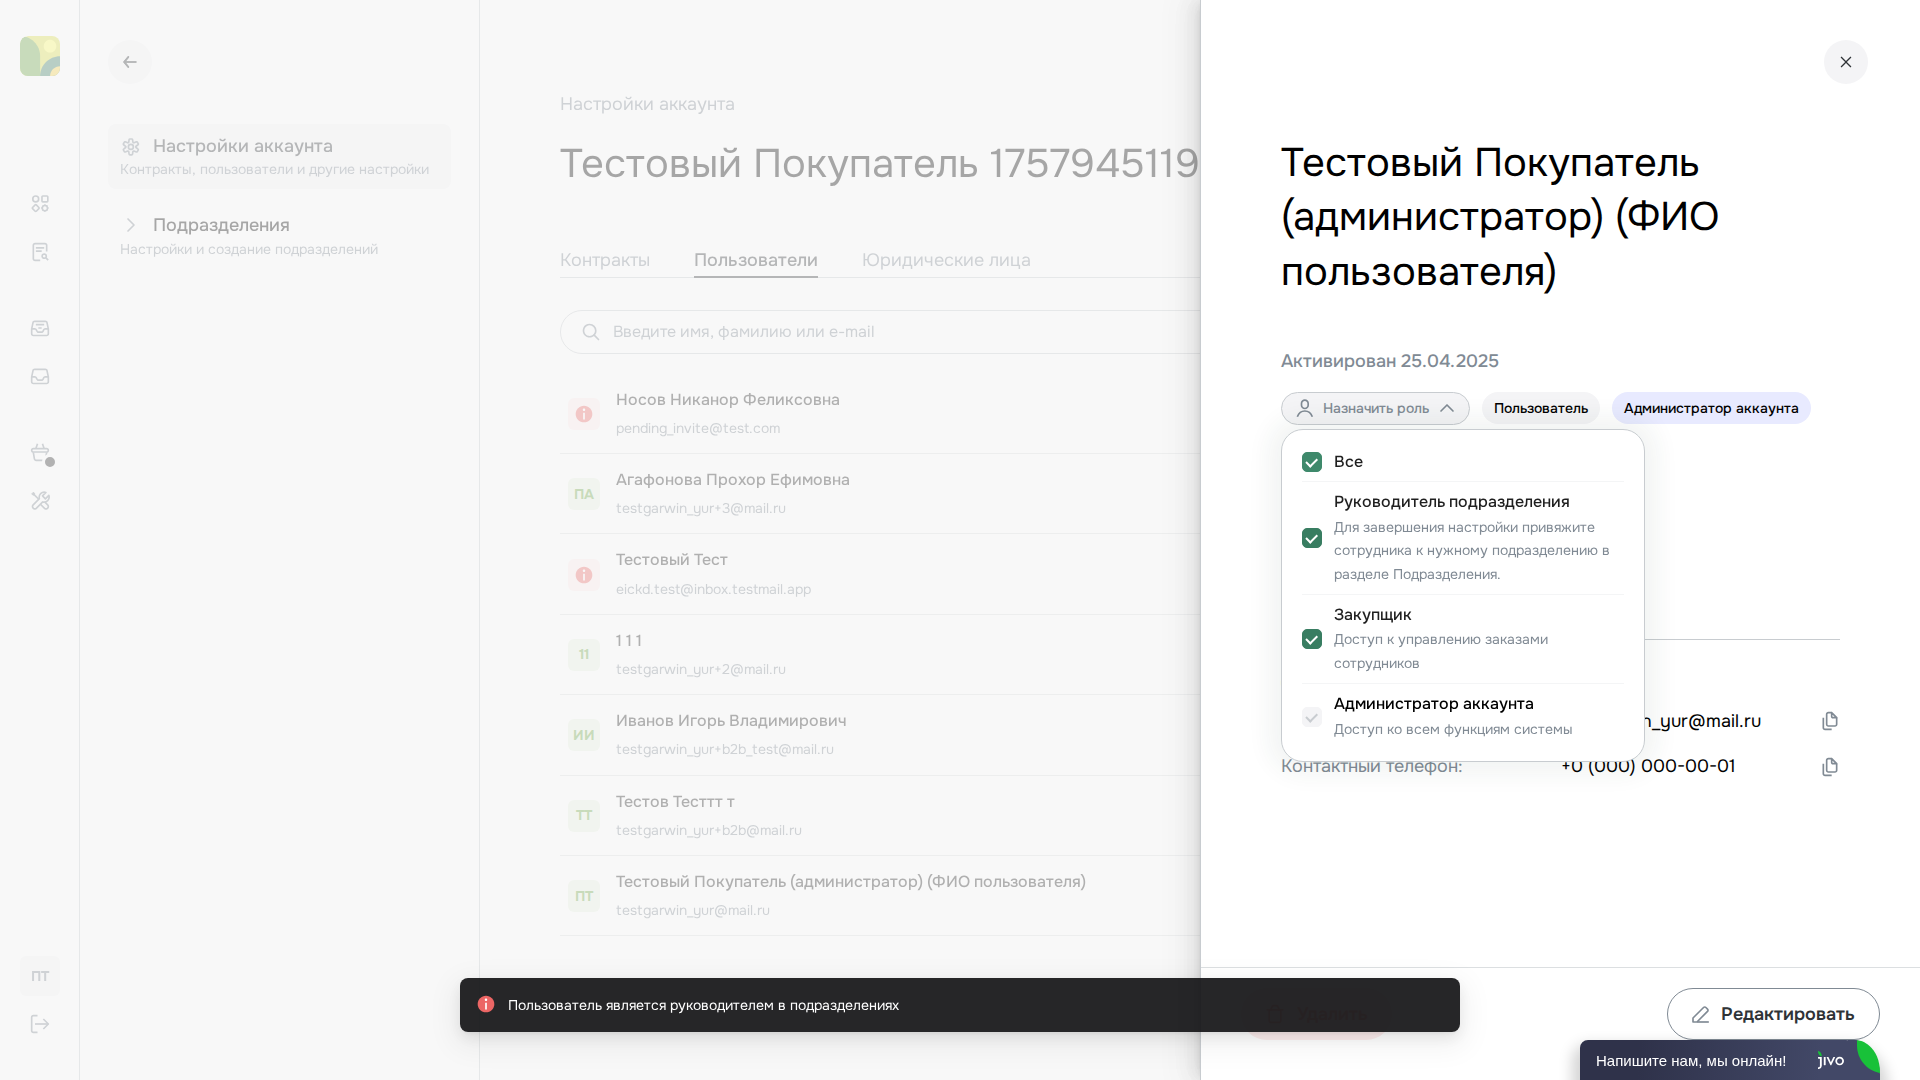 Настройки аккаунта
Контракты, пользователи и другие настройки
Подразделения
Настройки и создание подразделений
ПТ
Настройки аккаунта
Тестовый Покупатель 1757945119
Контракты
Пользователи
Юридические лица
Введите имя, фамилию или e-mail
Носов Никанор Феликсовна
pending_invite@test.com
ПА
Агафонова Прохор Ефимовна
testgarwin_yur+3@mail.ru
Тестовый Тест
eickd.test@inbox.testmail.app
11
1 1 1
testgarwin_yur+2@mail.ru
ИИ
Иванов Игорь Владимирович
testgarwin_yur+b2b_test@mail.ru
ТТ
Тестов Тесттт т
testgarwin_yur+b2b@mail.ru
ПТ
Тестовый Покупатель (администратор) (ФИО пользователя)
testgarwin_yur@mail.ru
Тестовый Покупатель
(администратор) (ФИО
пользователя)
Активирован 25.04.2025
Назначить роль
Пользователь
Администратор аккаунта
Все
Руководитель подразделения
Для завершения настройки привяжите
сотрудника к нужному подразделению в
разделе Подразделения.
Закупщик
Доступ к управлению заказами
сотрудников
Администратор аккаунта
Доступ ко всем функциям системы
_yur@mail.ru
Контактный телефон:
+0 (000) 000-00-01
Пользователь является руководителем в подразделениях
Редактировать
Напишите нам, мы онлайн!
jivo